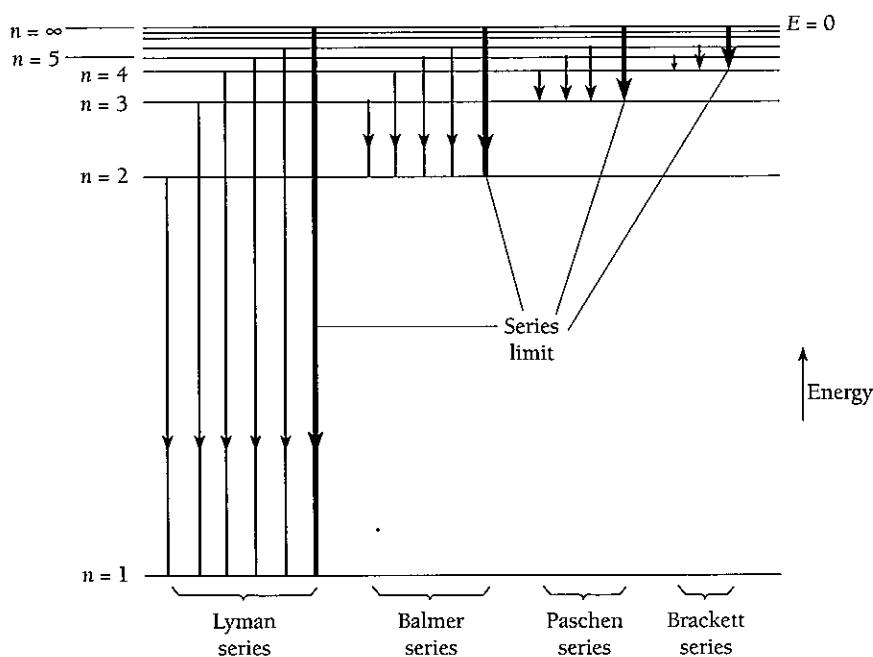 n = ∞
E = 0
n = 5
n = 4
n = 3
n = 2
Series
limit
Energy
n = 1
Lyman
series
Balmer
series
Paschen
series
Brackett
series